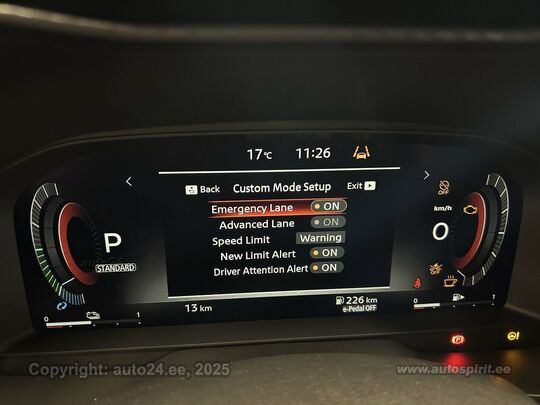 17°C 11:26
OFF
Back Custom Mode Setup Exit
Emergency Lane ON
km/h
Advanced Lane ON
P Speed Limit Warning 0
New Limit Alert ON
STANDARD Driver Attention Alert ON
13 km 226 km
e-Pedal OFF
0 1 0 1
OFF
Copyright: auto24.ee, 2025 www.autospirit.ee